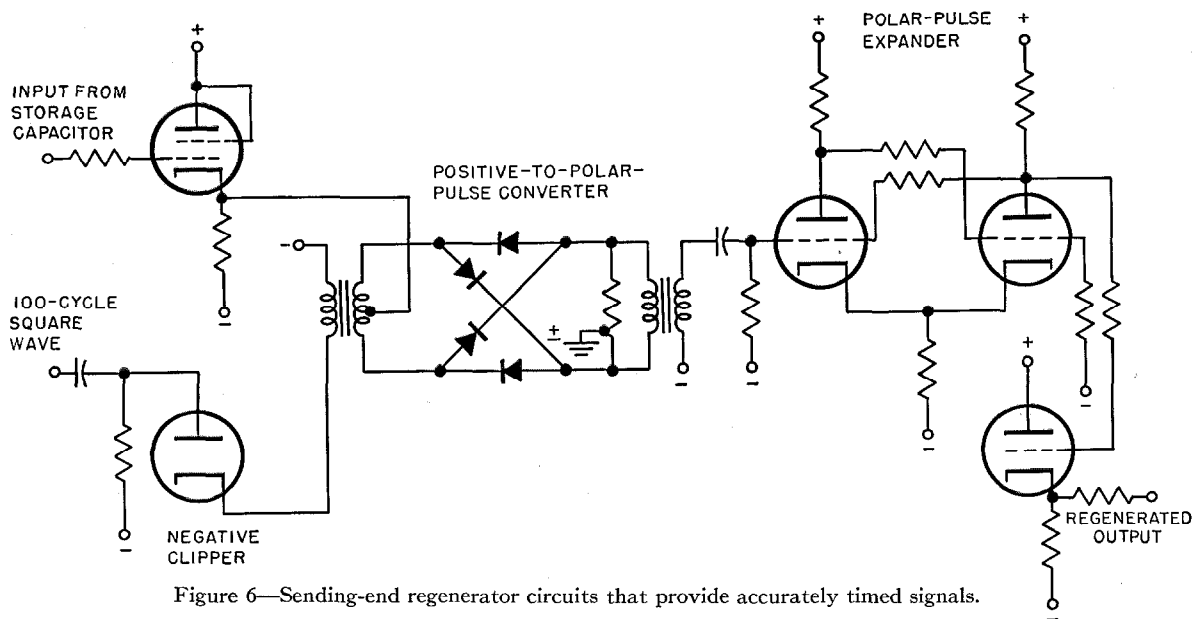 INPUT FROM
STORAGE
CAPACITOR
+
POSITIVE-TO-POLAR-
PULSE CONVERTER
+
POLAR-PULSE
EXPANDER
+
−
−
100-CYCLE
SQUARE
WAVE
±
−
−
−
−
+
−
NEGATIVE
CLIPPER
REGENERATED
OUTPUT
−
Figure 6—Sending-end regenerator circuits that provide accurately timed signals.